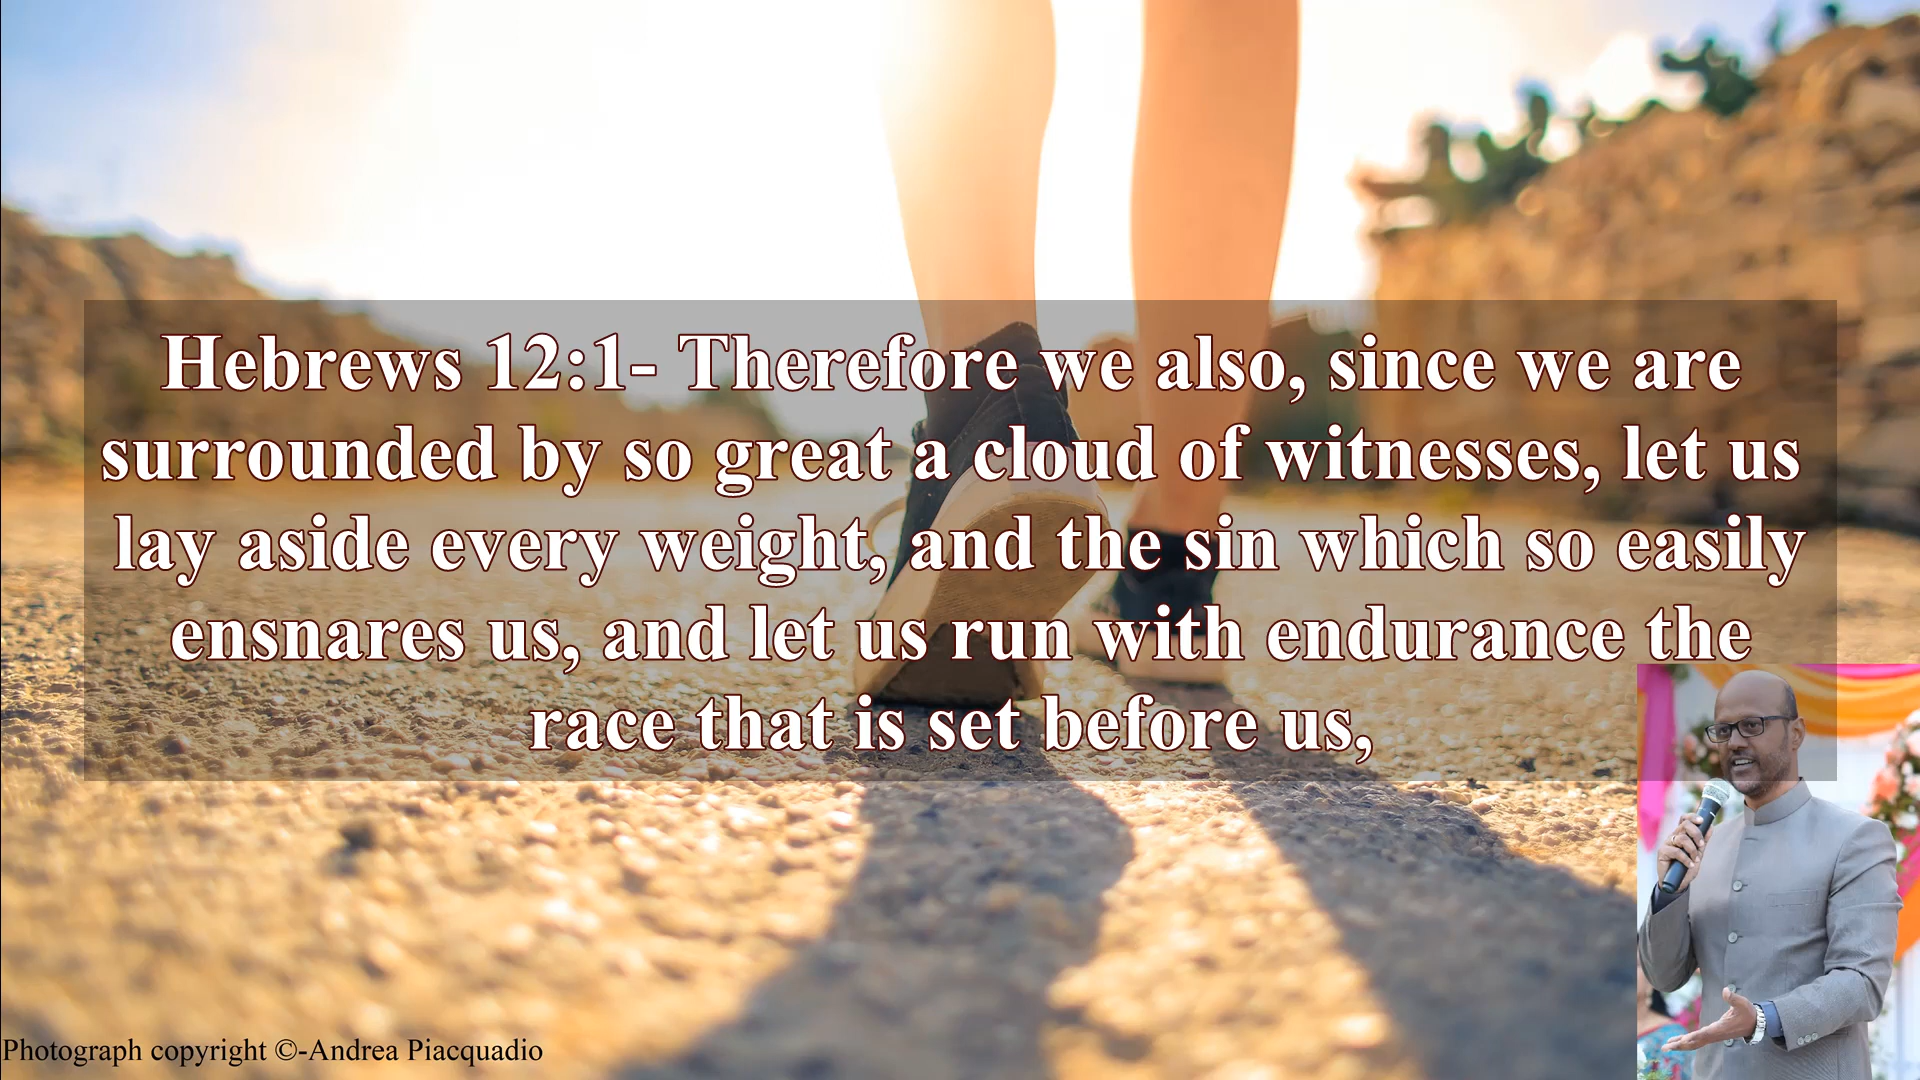 Hebrews 12:1- Therefore we also, since we are
surrounded by so great a cloud of witnesses, let us
lay aside every weight, and the sin which so easily
ensnares us, and let us run with endurance the
race that is set before us,
Photograph copyright ©-Andrea Piacquadio